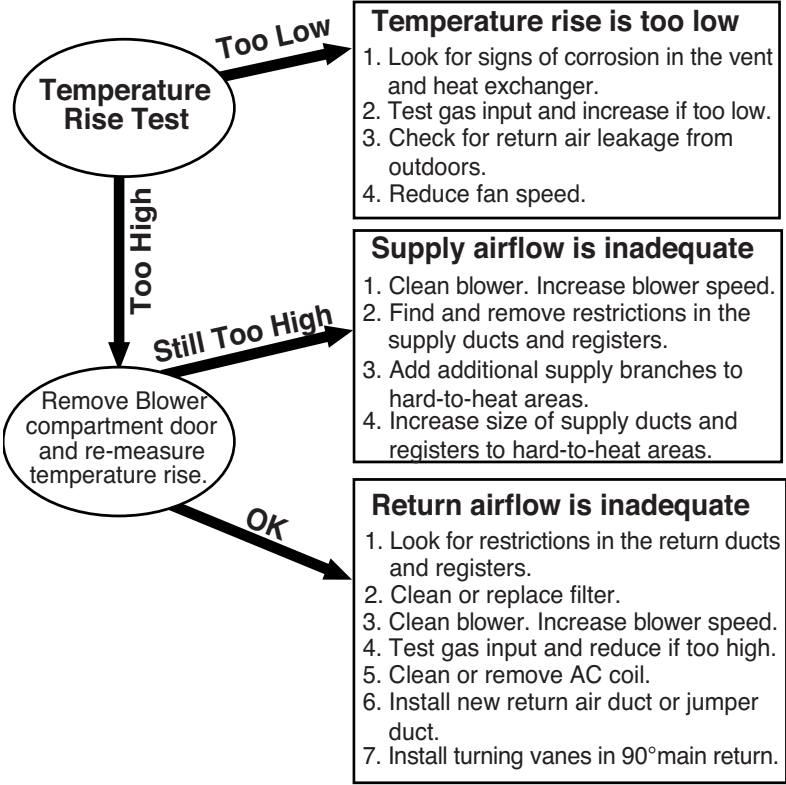 Temperature
Rise Test
Too Low
Temperature rise is too low
1. Look for signs of corrosion in the vent
and heat exchanger.
2. Test gas input and increase if too low.
3. Check for return air leakage from
outdoors.
4. Reduce fan speed.
Too High
Remove Blower
compartment door
and re-measure
temperature rise.
Still Too High
Supply airflow is inadequate
1. Clean blower. Increase blower speed.
2. Find and remove restrictions in the
supply ducts and registers.
3. Add additional supply branches to
hard-to-heat areas.
4. Increase size of supply ducts and
registers to hard-to-heat areas.
OK
Return airflow is inadequate
1. Look for restrictions in the return ducts
and registers.
2. Clean or replace filter.
3. Clean blower. Increase blower speed.
4. Test gas input and reduce if too high.
5. Clean or remove AC coil.
6. Install new return air duct or jumper
duct.
7. Install turning vanes in 90°main return.